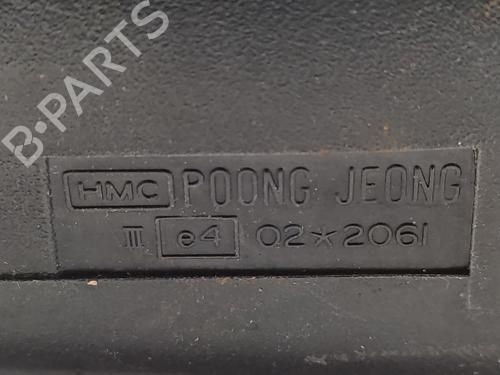 B-PARTS
HMC POONG JEONG
III e4 02*2061